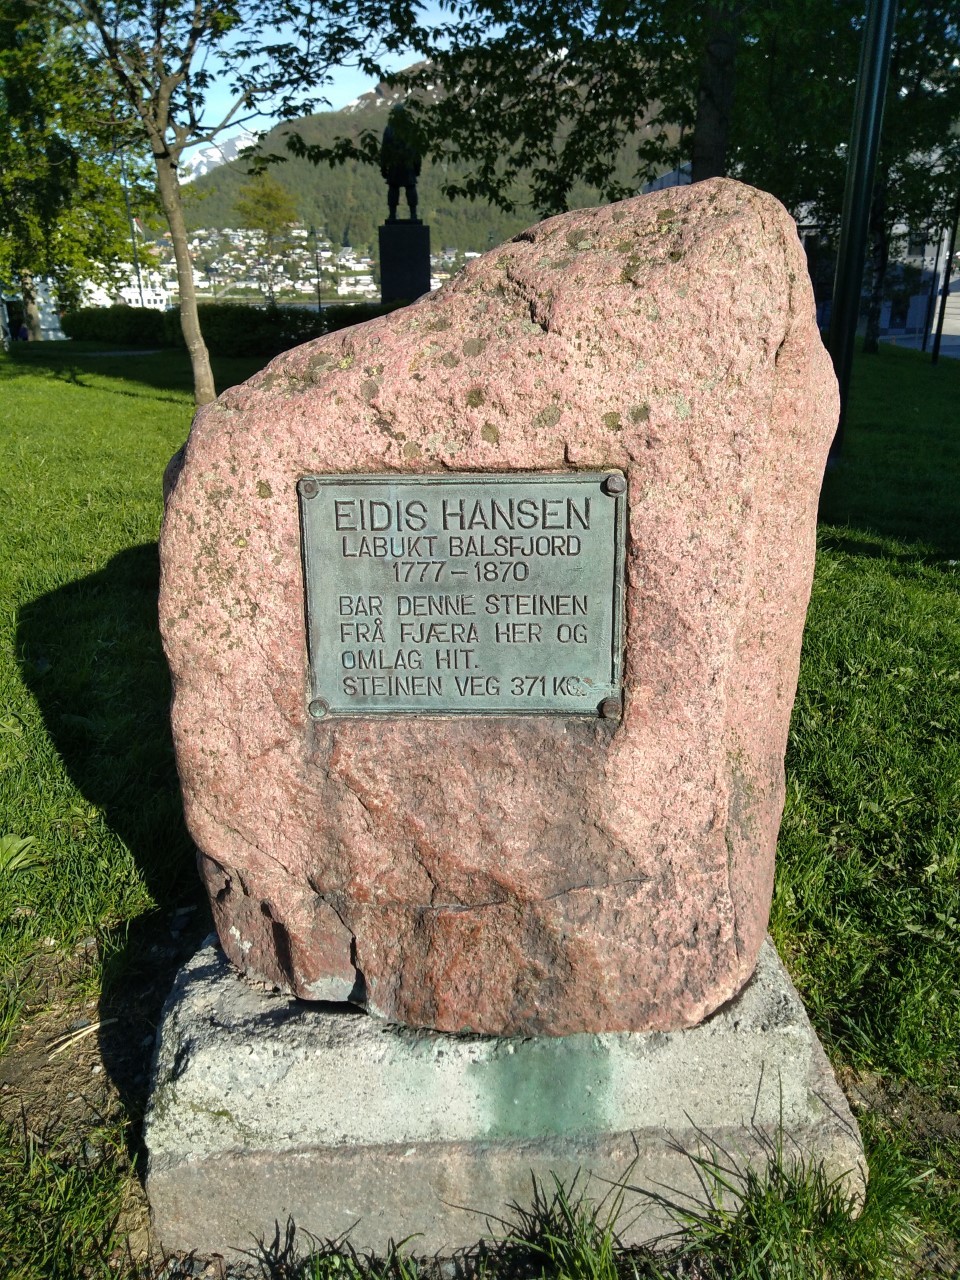 EIDIS HANSEN
LABUKT BALSFJORD
1777-1870
BAR DENNE STEINEN
FRÅ FJÆRA HER OG
OMLAG HIT.
STEINEN VEG 371 KG.